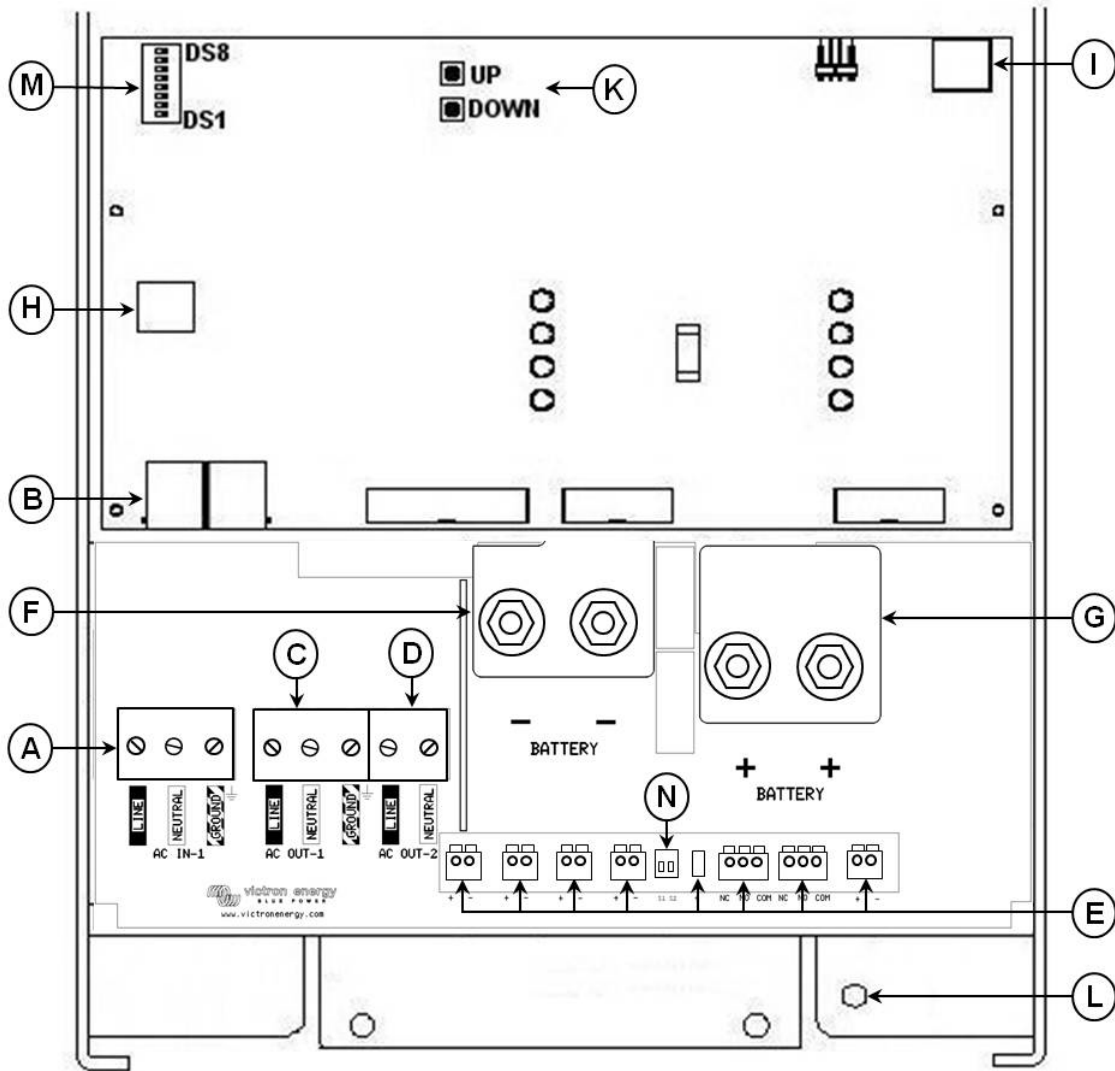 DS8
UP
I
M
K
DS1
DOWN
H
B
F
G
C
D
A
- -
BATTERY
+ +
BATTERY
N
LINE
NEUTRAL
GROUND
LINE
NEUTRAL
GROUND
LINE
NEUTRAL
AC IN-1
AC OUT-1
AC OUT-2
victron energy
BLUE POWER
www.victronenergy.com
+ -
+ -
+ -
+ -
S1 S2
NC NO COM
NC NO COM
+ -
E
L